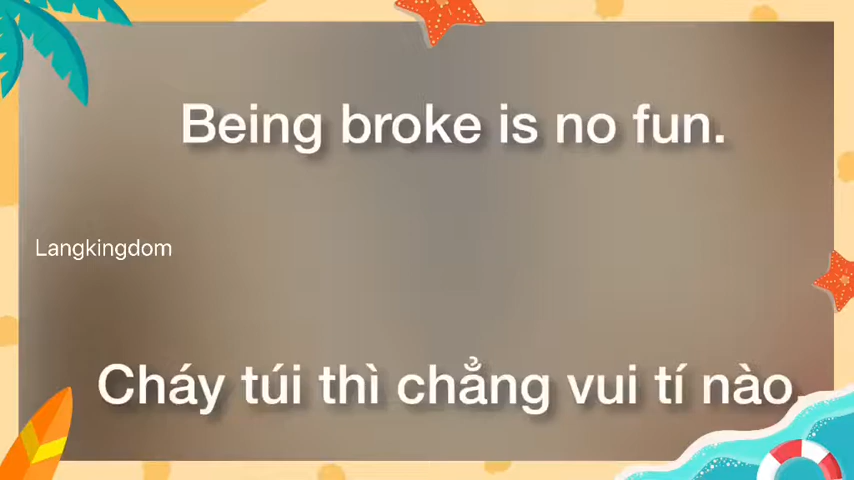 Being broke is no fun.
Langkingdom
Cháy túi thì chẳng vui tí nào.